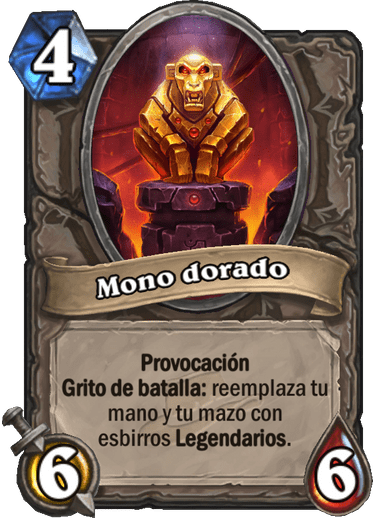 4
Mono dorado
Provocación
Grito de batalla: reemplaza tu
mano y tu mazo con
esbirros Legendarios.
6
6